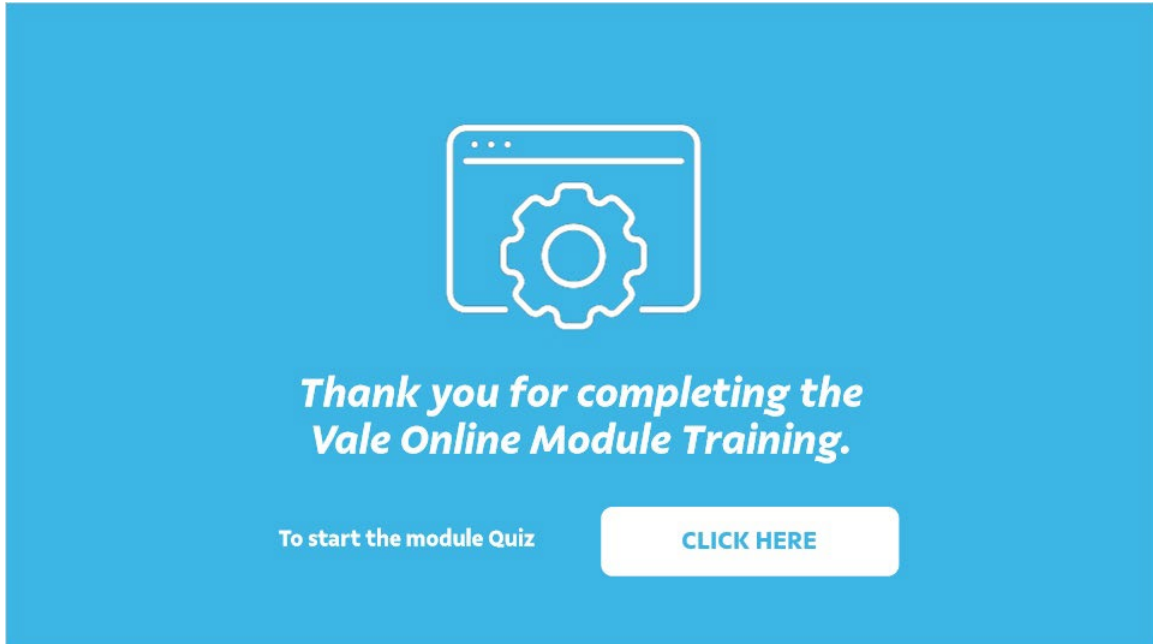 Thank you for completing the
Vale Online Module Training.
To start the module Quiz
CLICK HERE